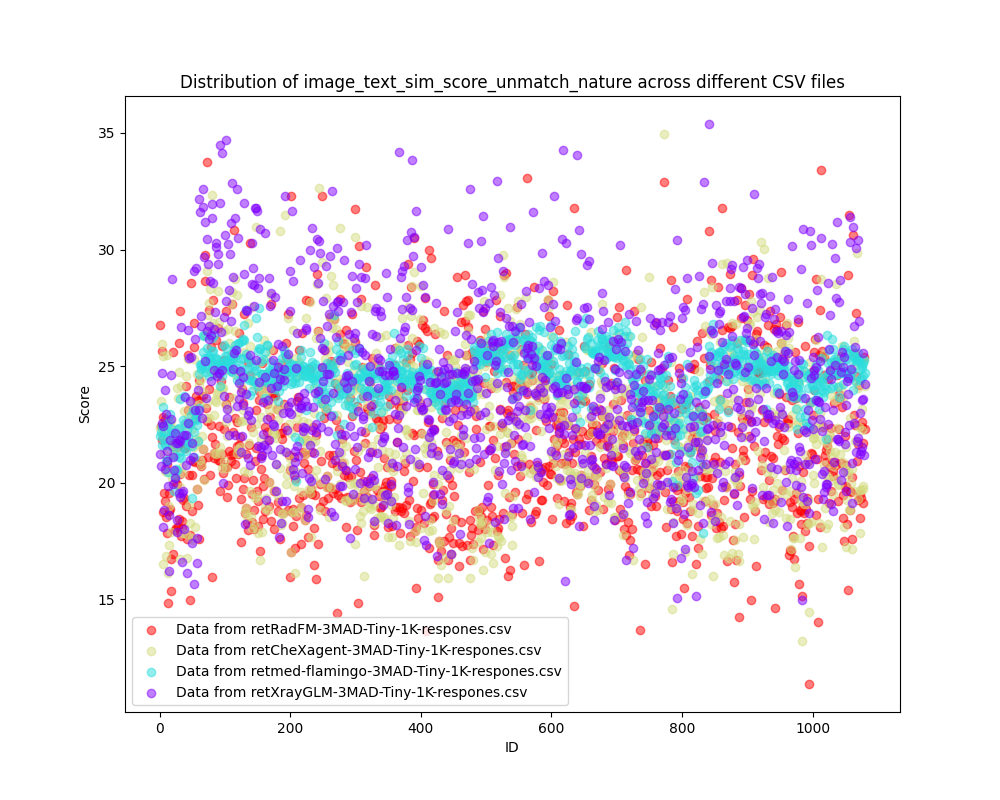 Distribution of image_text_sim_score_unmatch_nature across different CSV files
35
30
25
20
15
Score
Data from retRadFM-3MAD-Tiny-1K-respones.csv
Data from retCheXagent-3MAD-Tiny-1K-respones.csv
Data from retmed-flamingo-3MAD-Tiny-1K-respones.csv
Data from retXrayGLM-3MAD-Tiny-1K-respones.csv
0 200 400 600 800 1000
ID